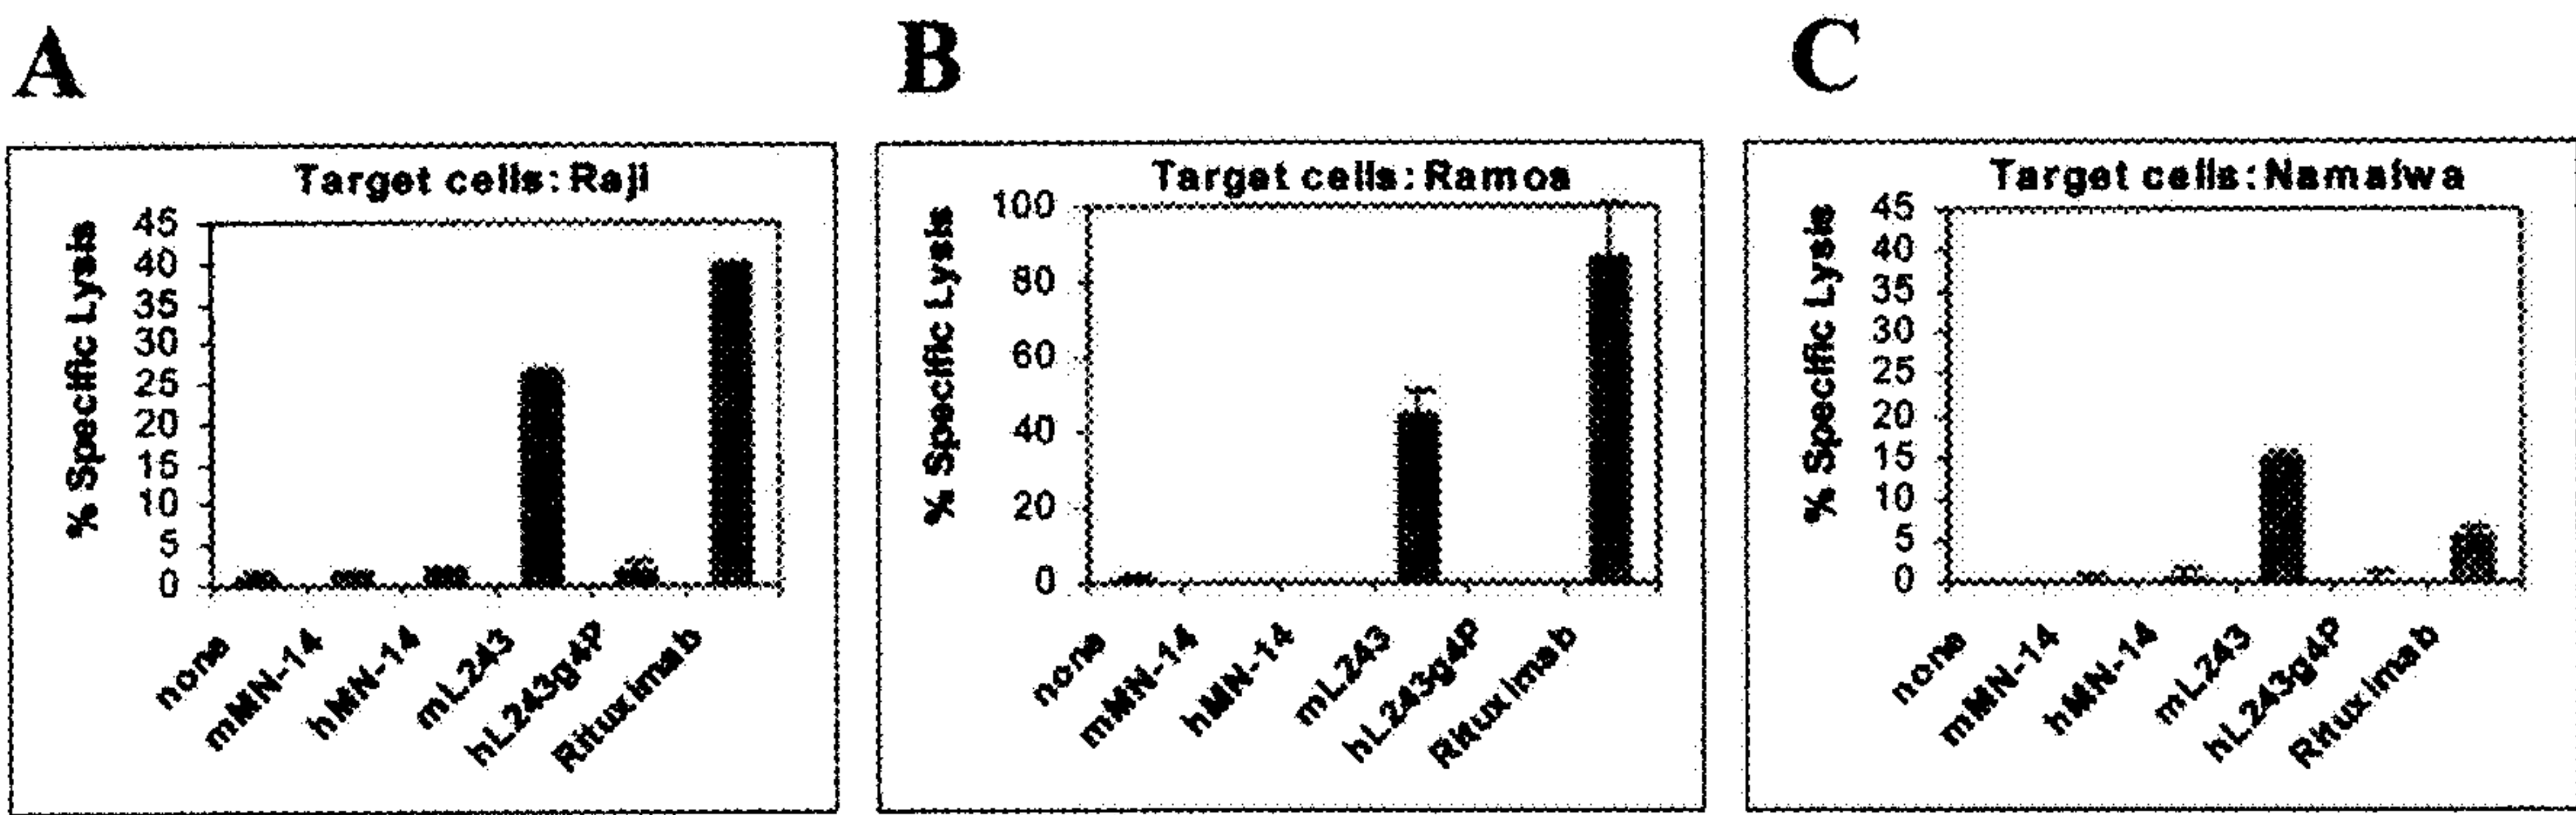 A
B
C
Target cells: Raji
% Specific Lysis
45
40
35
30
25
20
15
10
5
0
none
mMN-14
hMN-14
mL243
hL243g4P
Rituximab
Target cells: Ramos
% Specific Lysis
100
80
60
40
20
0
none
mMN-14
hMN-14
mL243
hL243g4P
Rituximab
Target cells: Namalwa
% Specific Lysis
45
40
35
30
25
20
15
10
5
0
none
mMN-14
hMN-14
mL243
hL243g4P
Rituximab